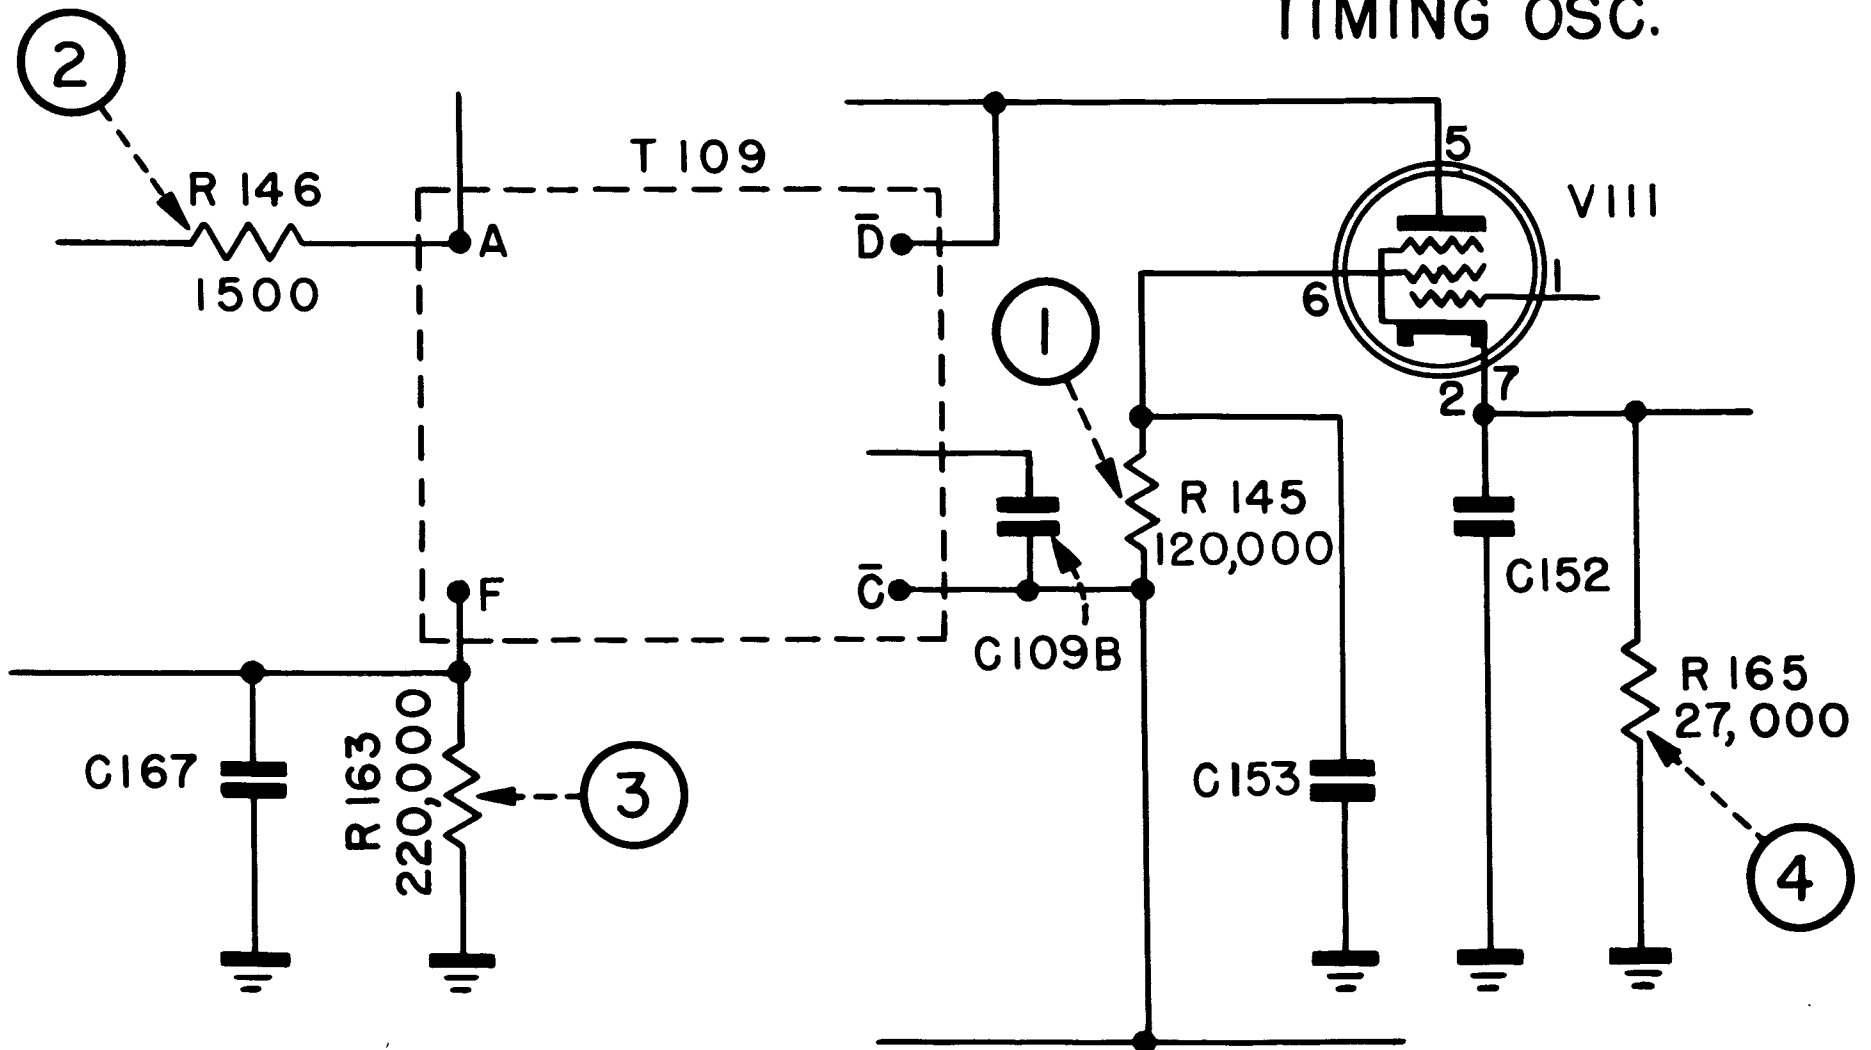 TIMING OSC.
2
T 109
5
R 146
V111
D̅
A
1
6
1500
1
7
2
R 145
120,000
C152
C̅
F
C109B
R 165
27,000
R 163
220,000
C167
3
C153
4